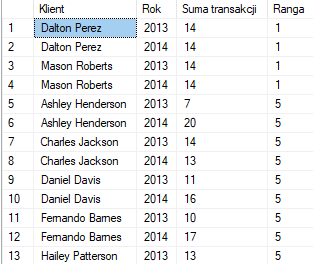 Klient Rok Suma transakcji Ranga
1 Dalton Perez 2013 14 1
2 Dalton Perez 2014 14 1
3 Mason Roberts 2013 14 1
4 Mason Roberts 2014 14 1
5 Ashley Henderson 2013 7 5
6 Ashley Henderson 2014 20 5
7 Charles Jackson 2013 14 5
8 Charles Jackson 2014 13 5
9 Daniel Davis 2013 11 5
10 Daniel Davis 2014 16 5
11 Fernando Barnes 2013 10 5
12 Fernando Barnes 2014 17 5
13 Hailey Patterson 2013 13 5